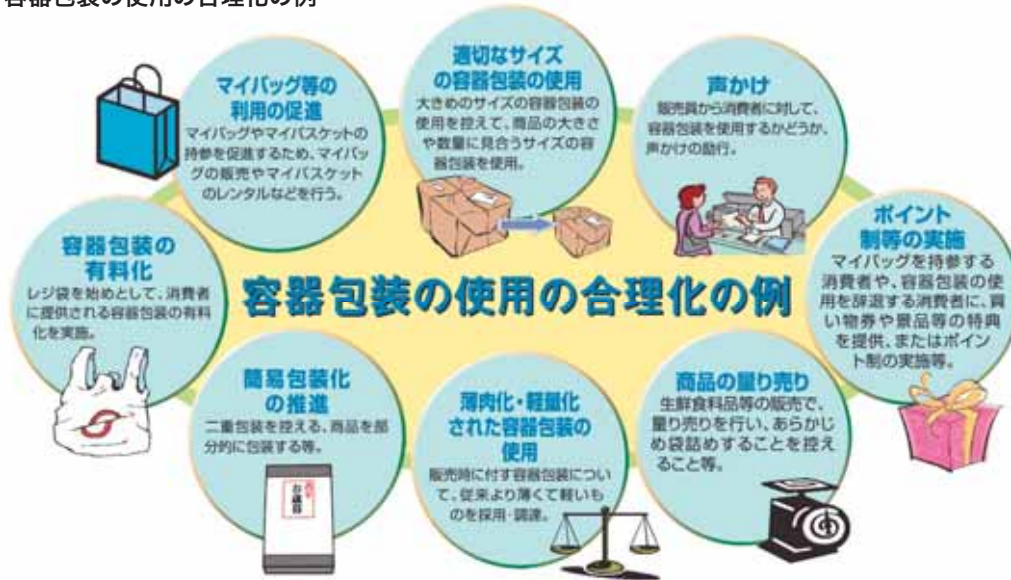 容器包装の使用の合理化の例
マイバッグ等の
利用の促進
マイバッグやマイバスケットの
持参を促進するため、マイバッ
グの販売やマイバスケット
のレンタルなどを行う。
適切なサイズ
の容器包装の使用
大きめのサイズの容器包装の
使用を控えて、商品の大きさ
や数量に見合うサイズの容
器包装を使用。
声かけ
販売員から消費者に対して、
容器包装を使用するかどうか、
声かけの励行。
ポイント
制等の実施
マイバッグを持参する
消費者や、容器包装の使
用を辞退する消費者に、買
い物券や景品等の特典
を提供、またはポイン
ト制の実施等。
容器包装の
有料化
レジ袋を始めとして、消費者
に提供される容器包装の有料
化を実施。
容器包装の使用の合理化の例
簡易包装化
の推進
二重包装を控える、商品を部
分的に包装する等。
お歳暮
薄肉化・軽量化
された容器包装の
使用
販売時に付す容器包装につい
て、従来より薄くて軽いも
のを採用・調達。
商品の量り売り
生鮮食料品等の販売で、
量り売りを行い、あらかじ
め袋詰めすることを控え
ること等。